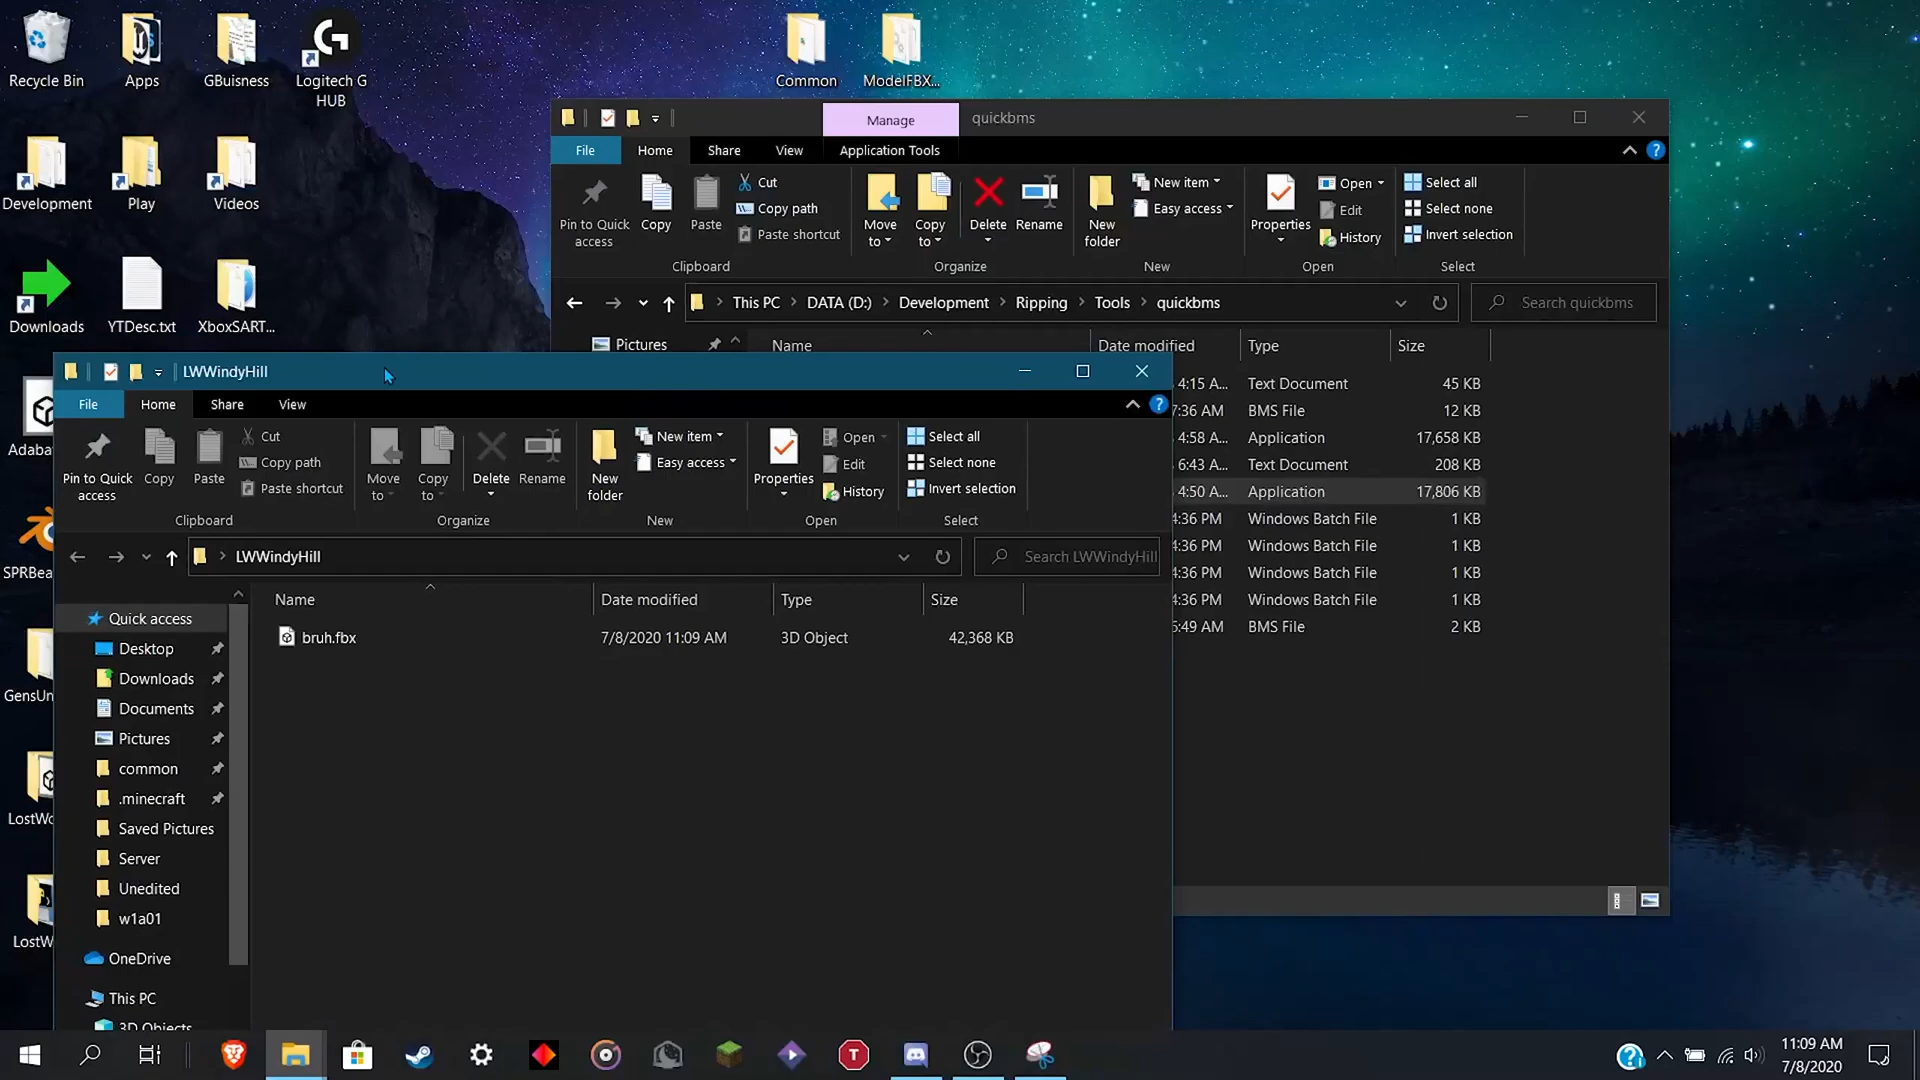 Recycle Bin
Apps
GBuisness
Logitech G
HUB
Common
ModelFBX...
Development
Play
Videos
Downloads
YTDesc.txt
XboxSART...
Adaba
SPRBea
GensUn
LostWo
LostW
Manage
quickbms
File
Home
Share
View
Application Tools
Pin to Quick
access
Copy
Paste
Cut
Copy path
Paste shortcut
Clipboard
Move
to
Copy
to
Delete
Rename
Organize
New
folder
New item
Easy access
New
Properties
Open
Edit
History
Open
Select all
Select none
Invert selection
Select
This PC
DATA (D:)
Development
Ripping
Tools
quickbms
Search quickbms
Pictures
Name
Date modified
Type
Size
4:15 A...
Text Document
45 KB
7:36 AM
BMS File
12 KB
4:58 A...
Application
17,658 KB
6:43 A...
Text Document
208 KB
4:50 A...
Application
17,806 KB
4:36 PM
Windows Batch File
1 KB
4:36 PM
Windows Batch File
1 KB
4:36 PM
Windows Batch File
1 KB
4:36 PM
Windows Batch File
1 KB
6:49 AM
BMS File
2 KB
LWWindyHill
File
Home
Share
View
Pin to Quick
access
Copy
Paste
Cut
Copy path
Paste shortcut
Clipboard
Move
to
Copy
to
Delete
Rename
Organize
New
folder
New item
Easy access
New
Properties
Open
Edit
History
Open
Select all
Select none
Invert selection
Select
LWWindyHill
Search LWWindyHill
Name
Date modified
Type
Size
bruh.fbx
7/8/2020 11:09 AM
3D Object
42,368 KB
Quick access
Desktop
Downloads
Documents
Pictures
common
.minecraft
Saved Pictures
Server
Unedited
w1a01
OneDrive
This PC
3D Objects
11:09 AM
7/8/2020